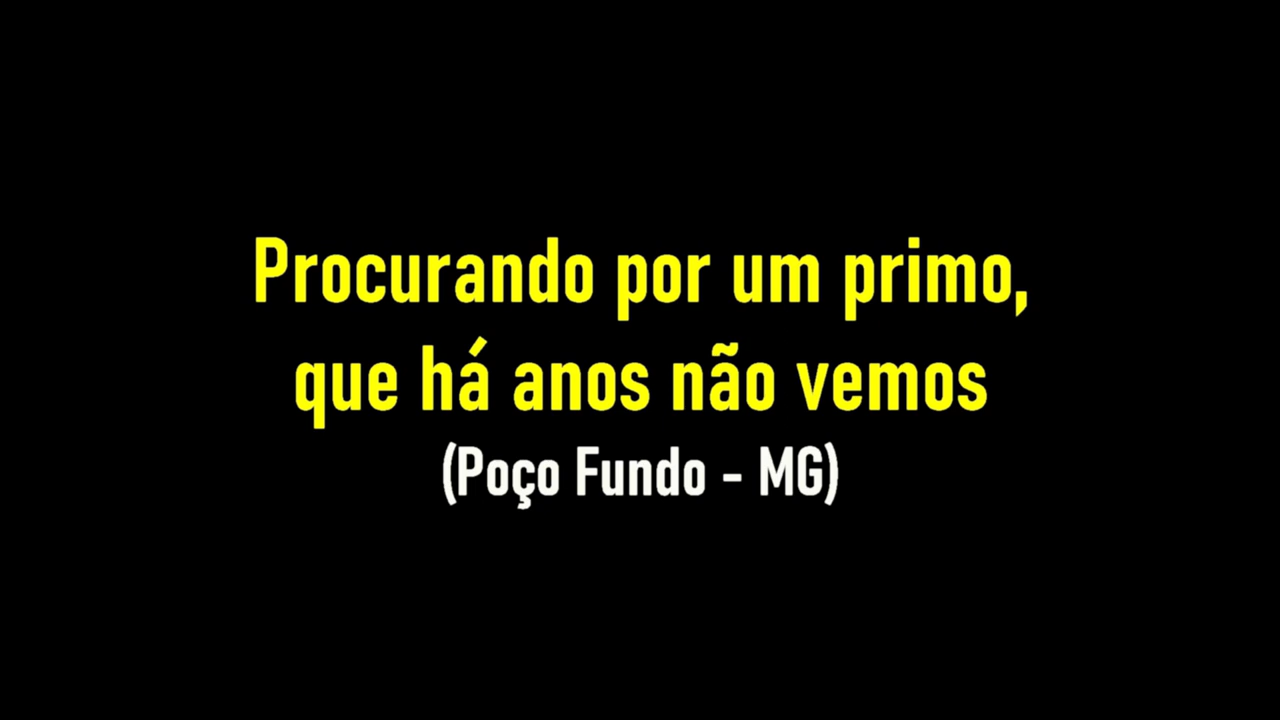 Procurando por um primo,
que há anos não vemos
(Poço Fundo - MG)